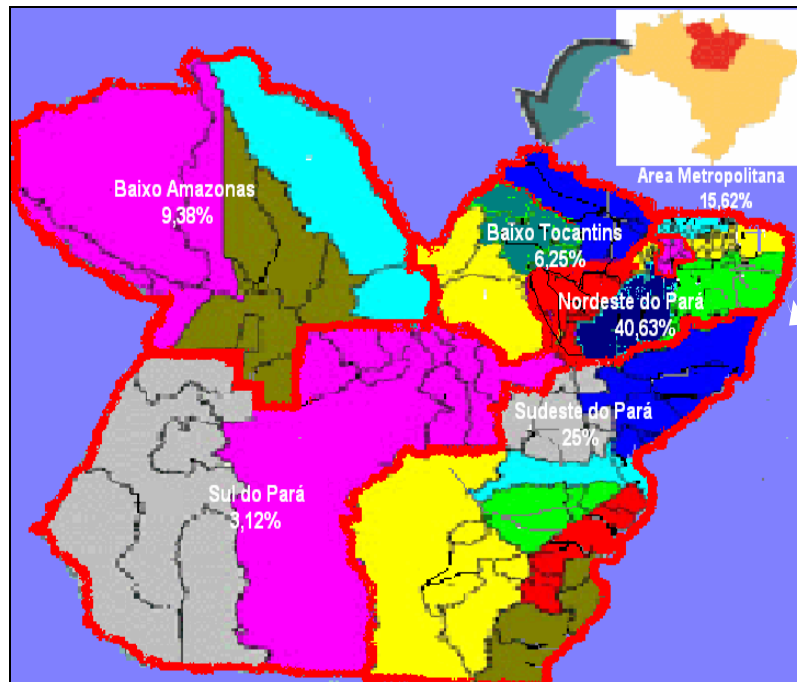 Area Metropolitana
15,62%
Baixo Amazonas
9,38%
Baixo Tocantins
6,25%
Nordeste do Pará
40,63%
Sudeste do Pará
25%
Sul do Pará
3,12%